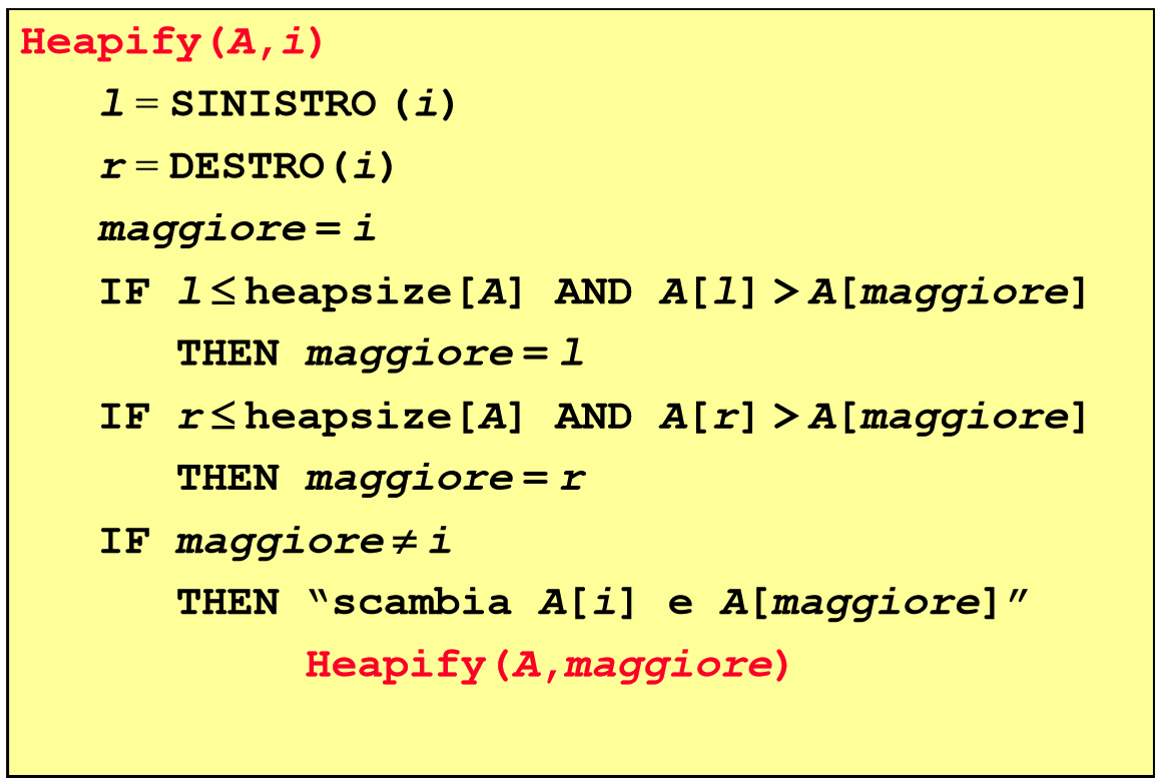 Heapify(A,i)
l = SINISTRO (i)
r = DESTRO(i)
maggiore = i
IF l ≤ heapsize[A] AND A[l] > A[maggiore]
THEN maggiore = l
IF r ≤ heapsize[A] AND A[r] > A[maggiore]
THEN maggiore = r
IF maggiore ≠ i
THEN “scambia A[i] e A[maggiore]”
Heapify(A,maggiore)